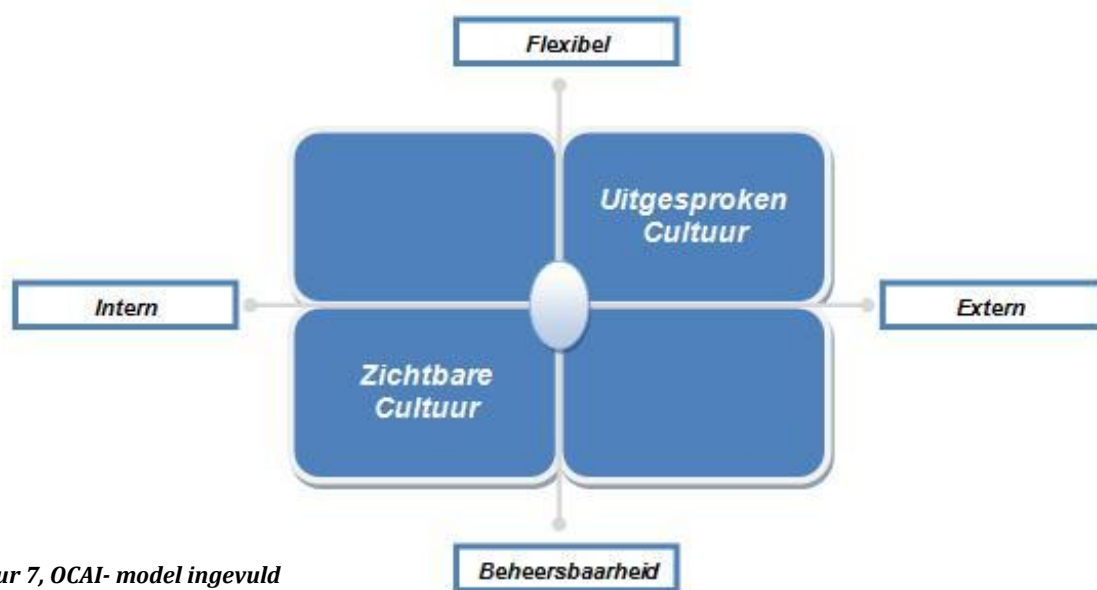 Flexibel
Uitgesproken
Cultuur
Intern
Extern
Zichtbare
Cultuur
ur 7, OCAI- model ingevuld
Beheersbaarheid